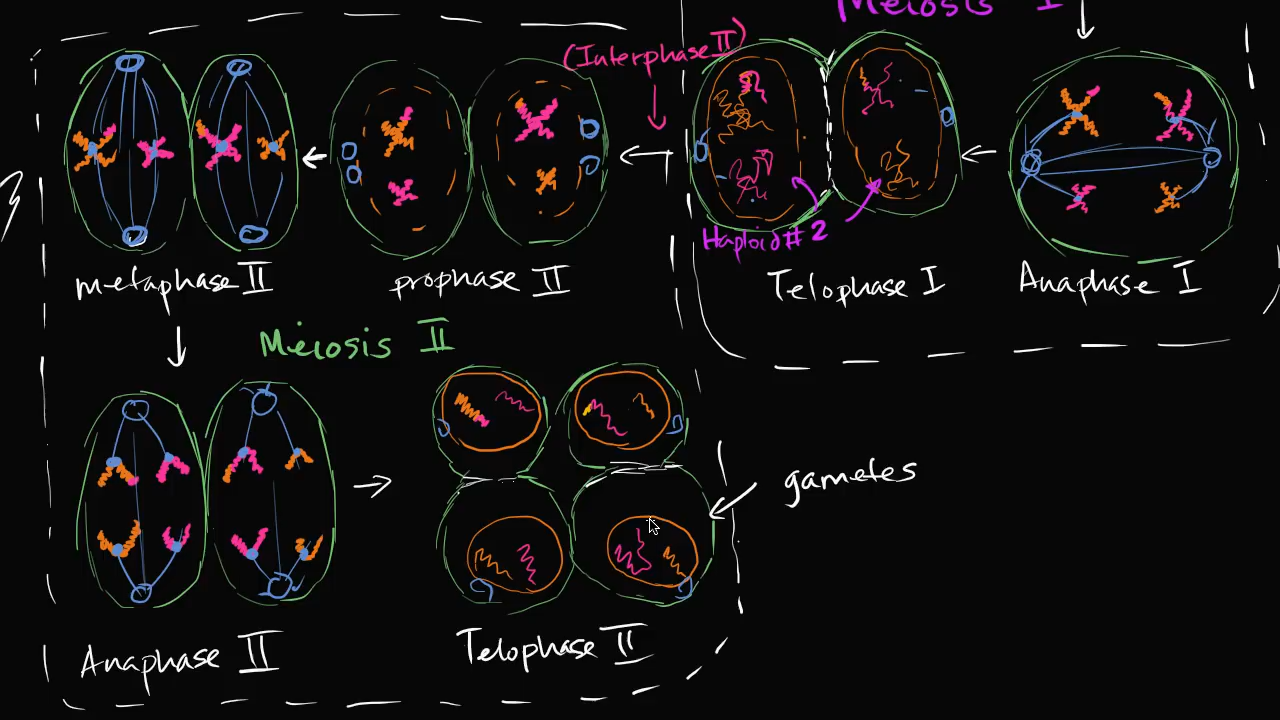 Meiosis I
(Interphase II)
Haploid # 2
metaphase II
prophase II
Telophase I
Anaphase I
Meiosis II
gametes
Anaphase II
Telophase II